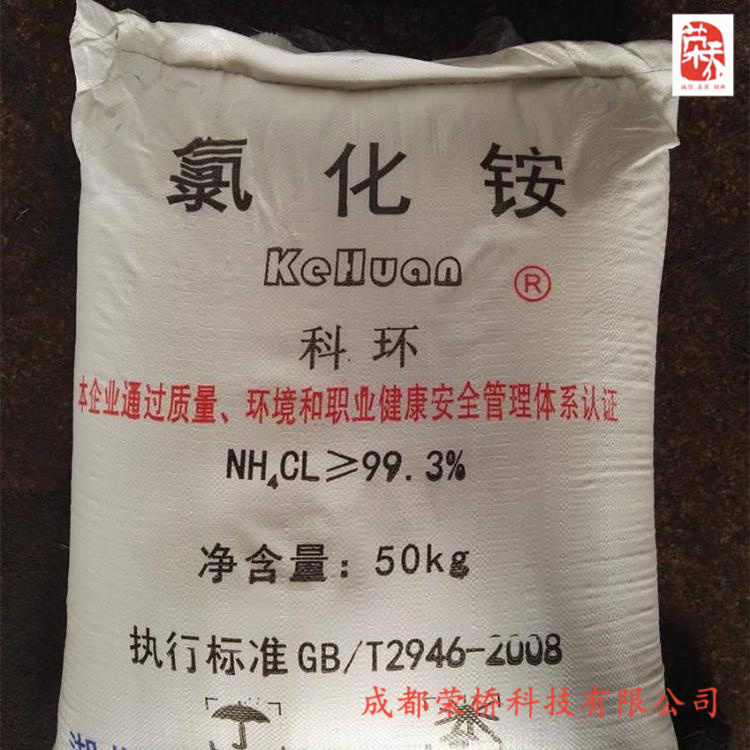 氯化铵
KeHuan ®
科环
本企业通过质量、环境和职业健康安全管理体系认证
NH₄CL≥99.3%
净含量：50kg
执行标准GB/T2946-2008
成都荣桥科技有限公司
荣桥